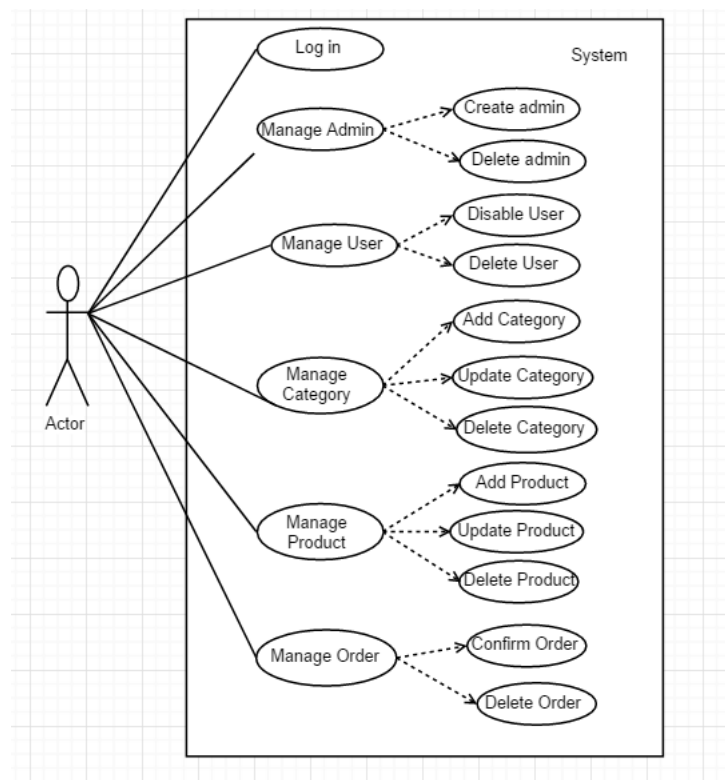 Log in
System
Manage Admin
Create admin
Delete admin
Manage User
Disable User
Delete User
Actor
Manage
Category
Add Category
Update Category
Delete Category
Manage
Product
Add Product
Update Product
Delete Product
Manage Order
Confirm Order
Delete Order